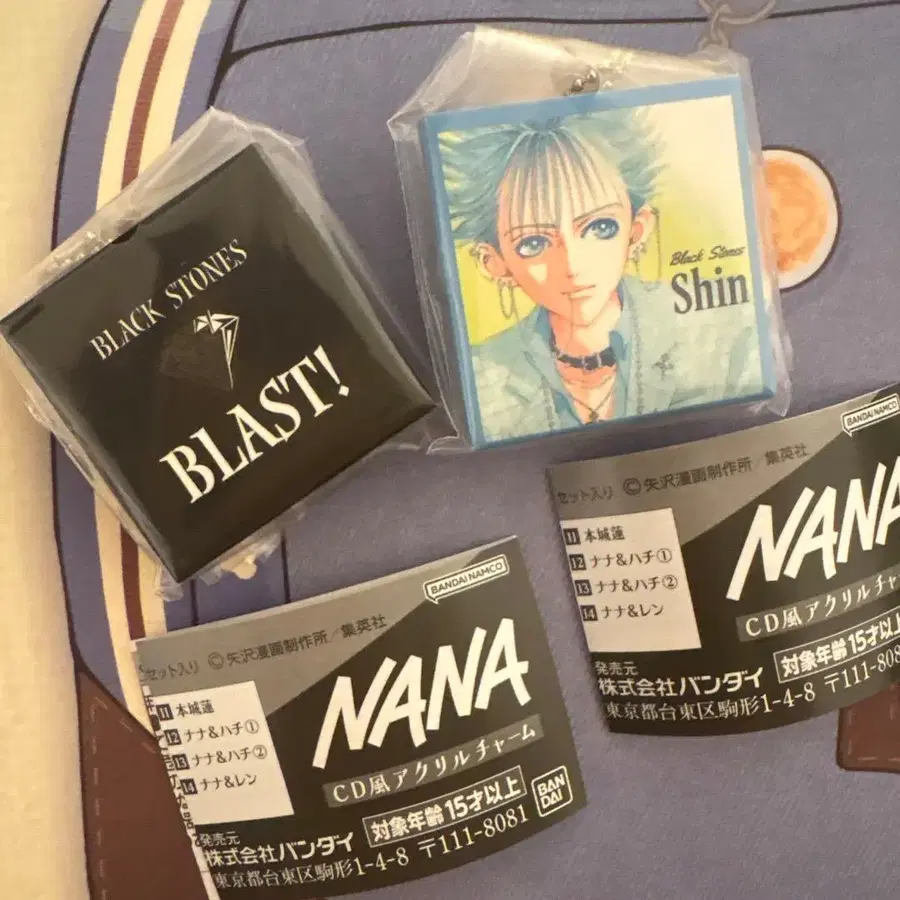 BLACK STONES
BLAST!
Black Stones
Shin
BANDAI NAMCO
セット入り ©矢沢漫画制作所/集英社
11 本城蓮
12 ナナ&ハチ①
13 ナナ&ハチ②
14 ナナ&レン
NANA
CD風アクリルチャーム
対象年齢15才以上
発売元
株式会社バンダイ
東京都台東区駒形1-4-8 〒111-8081
BAN
DAI
BANDAI NAMCO
セット入り ©矢沢漫画制作所/集英社
11 本城蓮
12 ナナ&ハチ①
13 ナナ&ハチ②
14 ナナ&レン
NANA
CD風アクリルチャ
対象年齢15才以上
発売元
株式会社バンダイ
東京都台東区駒形1-4-8 〒111-808